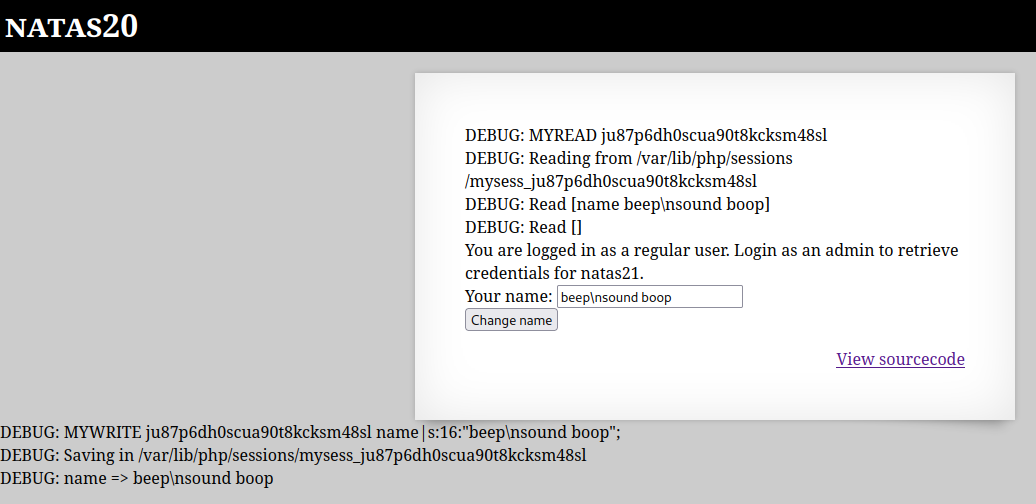 NATAS20
DEBUG: MYREAD ju87p6dh0scua90t8kcksm48sl
DEBUG: Reading from /var/lib/php/sessions
/mysess_ju87p6dh0scua90t8kcksm48sl
DEBUG: Read [name beep\nsound boop]
DEBUG: Read []
You are logged in as a regular user. Login as an admin to retrieve
credentials for natas21.
Your name: beep\nsound boop
Change name
View sourcecode
DEBUG: MYWRITE ju87p6dh0scua90t8kcksm48sl name|s:16:"beep\nsound boop";
DEBUG: Saving in /var/lib/php/sessions/mysess_ju87p6dh0scua90t8kcksm48sl
DEBUG: name => beep\nsound boop